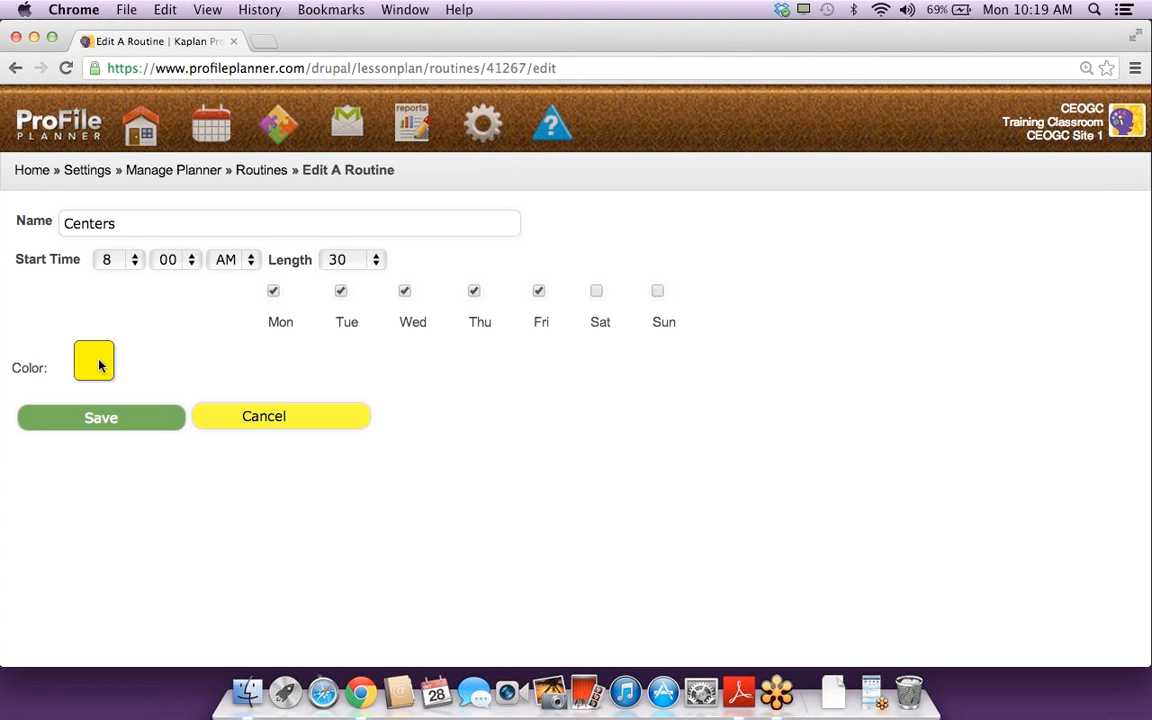 Chrome File Edit View History Bookmarks Window Help 69% Mon 10:19 AM
Edit A Routine | Kaplan Pr
https://www.profileplanner.com/drupal/lessonplan/routines/41267/edit
ProFile
PLANNER
reports
?
CEOGC
Training Classroom
CEOGC Site 1
Home » Settings » Manage Planner » Routines » Edit A Routine
Name Centers
Start Time 8 00 AM Length 30
Mon Tue Wed Thu Fri Sat Sun
Color:
Save Cancel
28